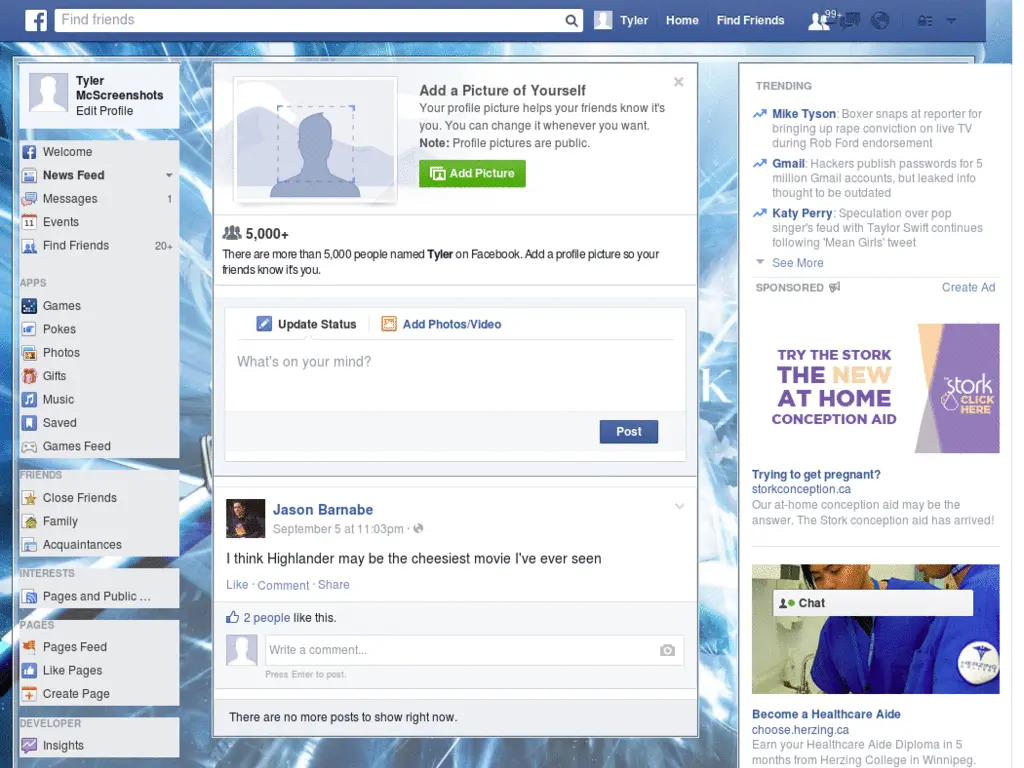 f
Find friends
Tyler
Home
Find Friends
99+
Tyler
McScreenshots
Edit Profile
Welcome
News Feed
Messages 1
11 Events
Find Friends 20+
APPS
Games
Pokes
Photos
Gifts
Music
Saved
Games Feed
FRIENDS
Close Friends
Family
Acquaintances
INTERESTS
Pages and Public ...
PAGES
Pages Feed
Like Pages
Create Page
DEVELOPER
Insights
Add a Picture of Yourself
Your profile picture helps your friends know it's
you. You can change it whenever you want.
Note: Profile pictures are public.
Add Picture
5,000+
There are more than 5,000 people named Tyler on Facebook. Add a profile picture so your
friends know it's you.
Update Status
Add Photos/Video
What's on your mind?
Post
Jason Barnabe
September 5 at 11:03pm ·
I think Highlander may be the cheesiest movie I've ever seen
Like · Comment · Share
2 people like this.
Write a comment...
Press Enter to post.
There are no more posts to show right now.
TRENDING
Mike Tyson: Boxer snaps at reporter for
bringing up rape conviction on live TV
during Rob Ford endorsement
Gmail: Hackers publish passwords for 5
million Gmail accounts, but leaked info
thought to be outdated
Katy Perry: Speculation over pop
singer's feud with Taylor Swift continues
following 'Mean Girls' tweet
See More
SPONSORED
Create Ad
TRY THE STORK
THE NEW
AT HOME
CONCEPTION AID
the stork
CLICK
HERE
Trying to get pregnant?
storkconception.ca
Our at-home conception aid may be the
answer. The Stork conception aid has arrived!
Chat
HERZING
COLLEGE
Become a Healthcare Aide
choose.herzing.ca
Earn your Healthcare Aide Diploma in 5
months from Herzing College in Winnipeg.